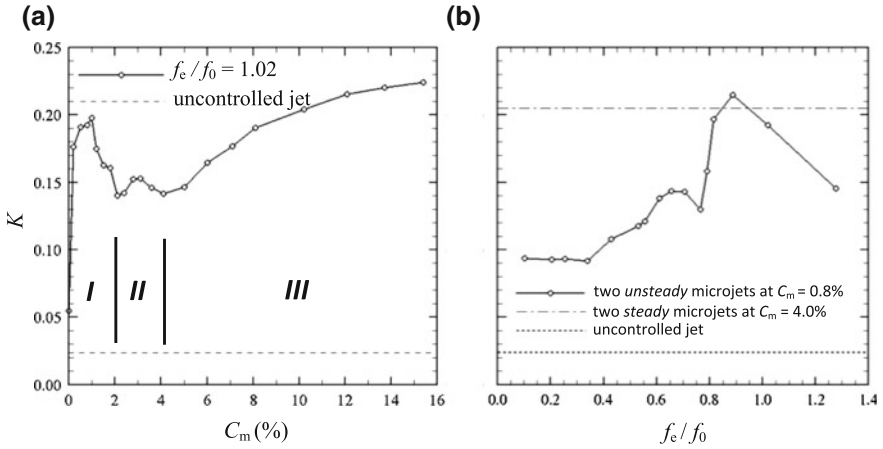 (a)
0.25
0.20
0.15
0.10
0.05
0.00
K
fe / f0 = 1.02
uncontrolled jet
I
II
III
0 2 4 6 8 10 12 14 16
Cm (%)
(b)
two unsteady microjets at Cm = 0.8%
two steady microjets at Cm = 4.0%
uncontrolled jet
0.0 0.2 0.4 0.6 0.8 1.0 1.2 1.4
fe / f0